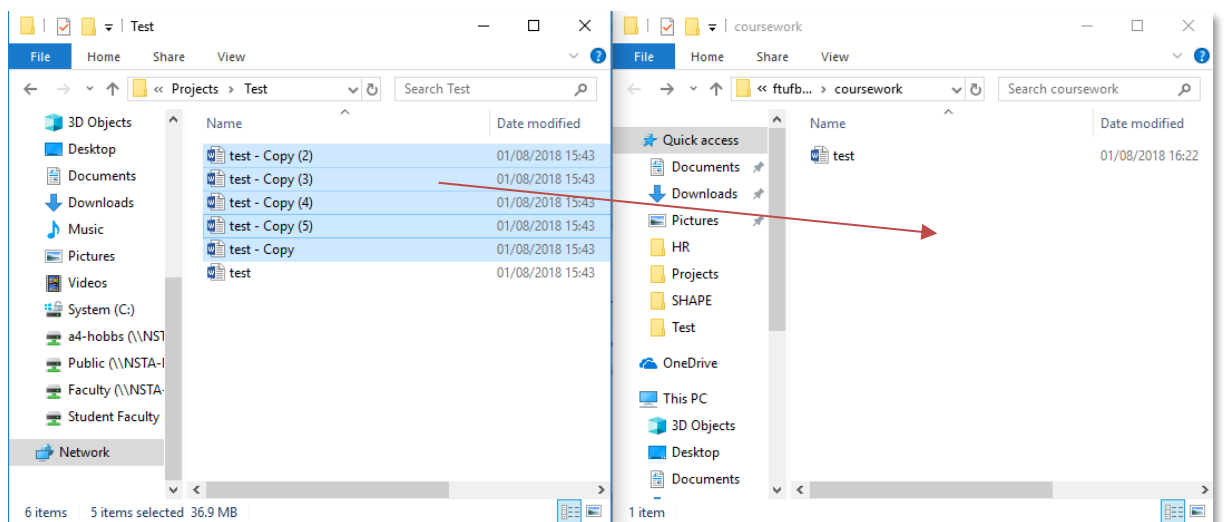 Test
File Home Share View
« Projects › Test
Search Test
3D Objects
Desktop
Documents
Downloads
Music
Pictures
Videos
System (C:)
a4-hobbs (\\NST
Public (\\NSTA-
Faculty (\\NSTA-
Student Faculty
Network
Name Date modified
test - Copy (2) 01/08/2018 15:43
test - Copy (3) 01/08/2018 15:43
test - Copy (4) 01/08/2018 15:43
test - Copy (5) 01/08/2018 15:43
test - Copy 01/08/2018 15:43
test 01/08/2018 15:43
6 items 5 items selected 36.9 MB
coursework
File Home Share View
« ftufb... › coursework
Search coursework
Quick access
Documents
Downloads
Pictures
HR
Projects
SHAPE
Test
OneDrive
This PC
3D Objects
Desktop
Documents
Name Date modified
test 01/08/2018 16:22
1 item